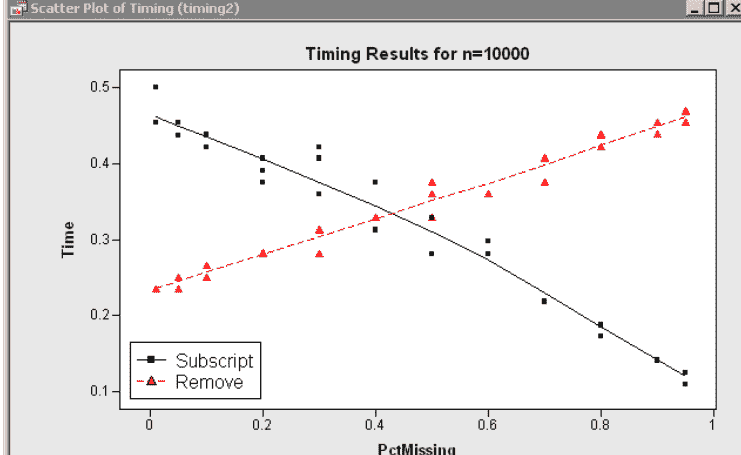 Scatter Plot of Timing (timing2)
Timing Results for n=10000
0.5
0.4
0.3
0.2
0.1
Time
Subscript
Remove
0 0.2 0.4 0.6 0.8 1
PctMissing